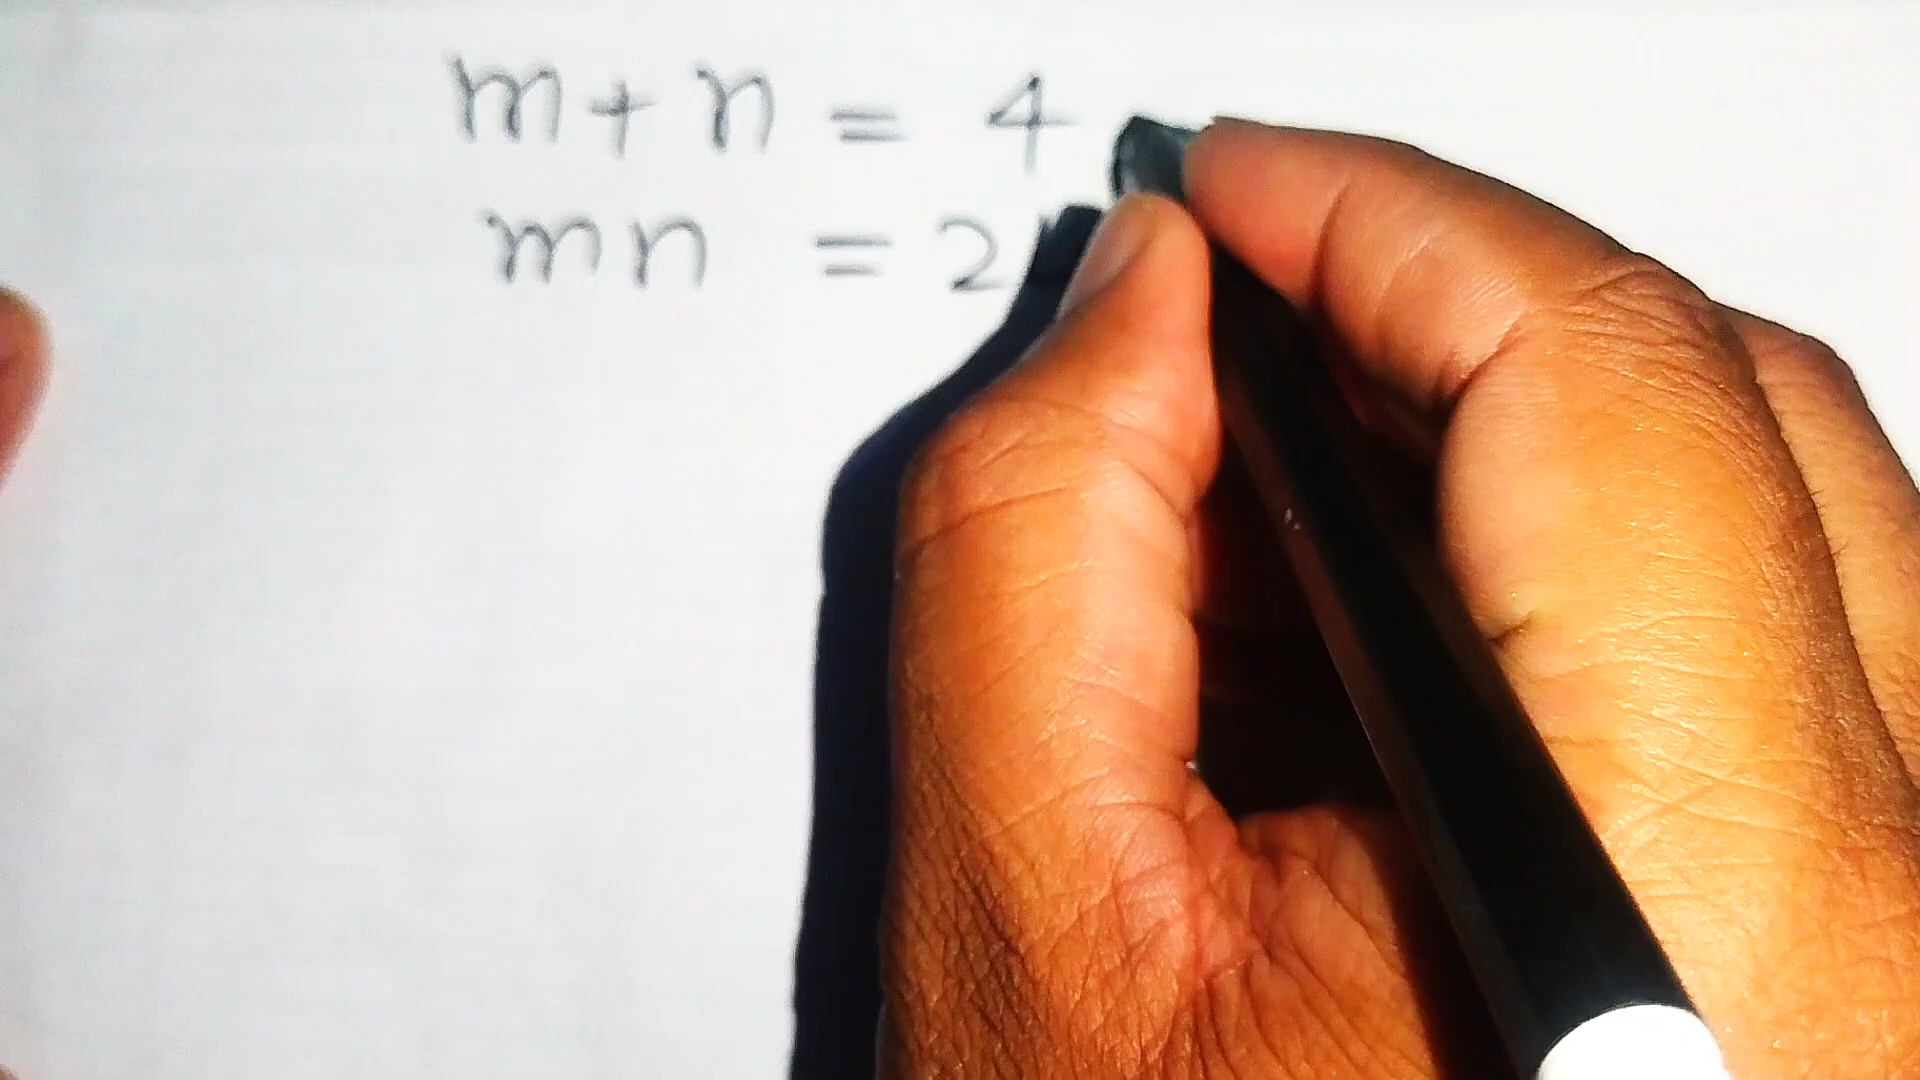 m + n = 4
mn = 2